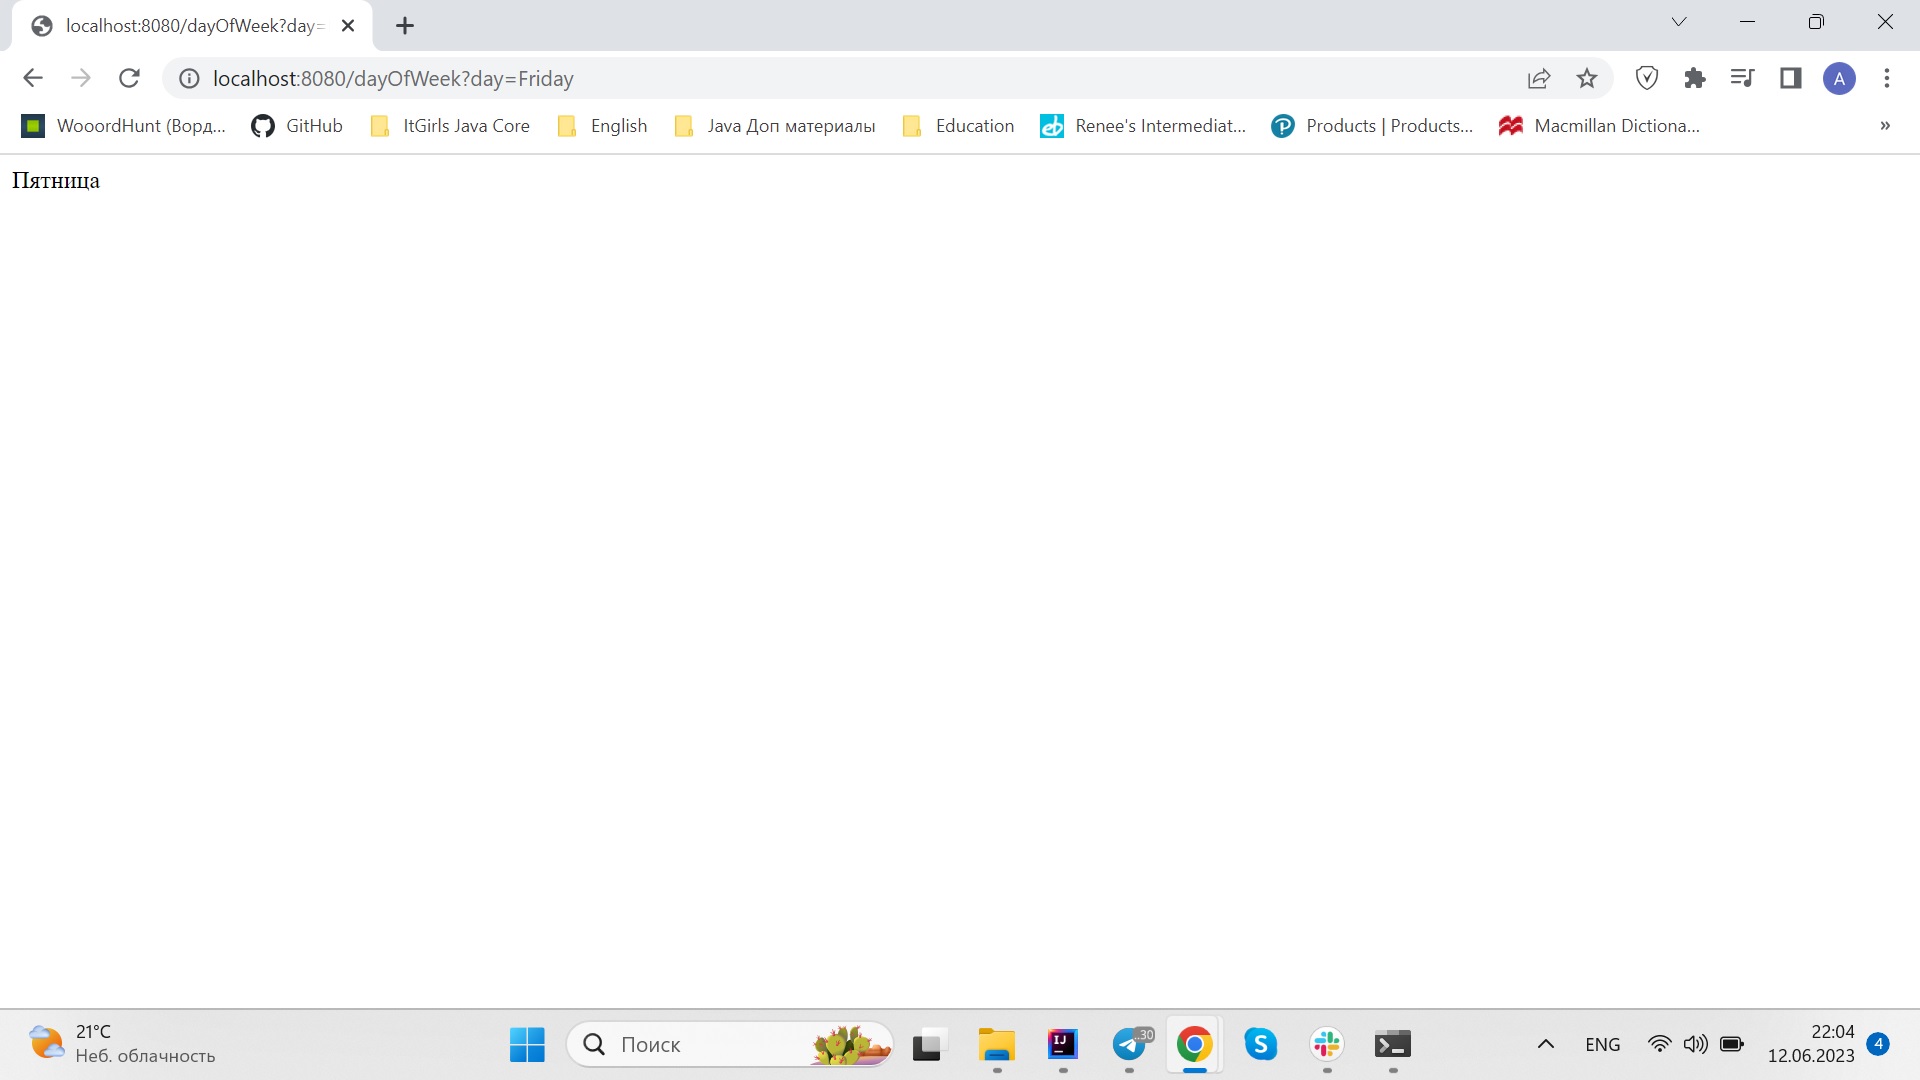 localhost:8080/dayOfWeek?day=
localhost:8080/dayOfWeek?day=Friday
A
WooordHunt (Ворд...
GitHub
ItGirls Java Core
English
Java Доп материалы
Education
Renee's Intermediat...
Products | Products...
Macmillan Dictiona...
»
Пятница
21°C
Неб. облачность
Поиск
IJ
..30
S
ENG
22:04
12.06.2023
4